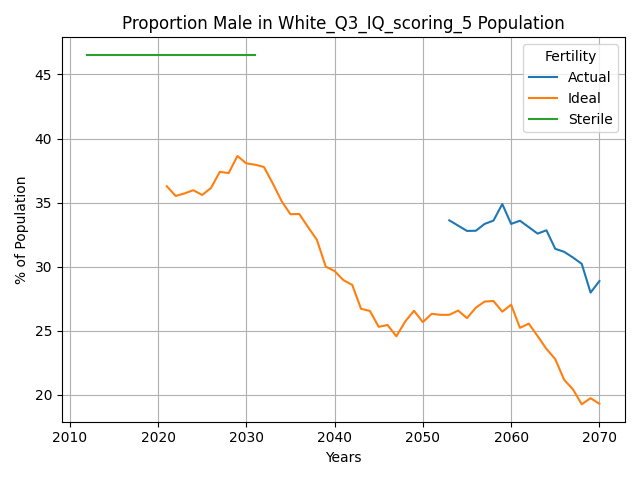 Proportion Male in White_Q3_IQ_scoring_5 Population
Fertility
Actual
Ideal
Sterile
% of Population
45
40
35
30
25
20
2010 2020 2030 2040 2050 2060 2070
Years